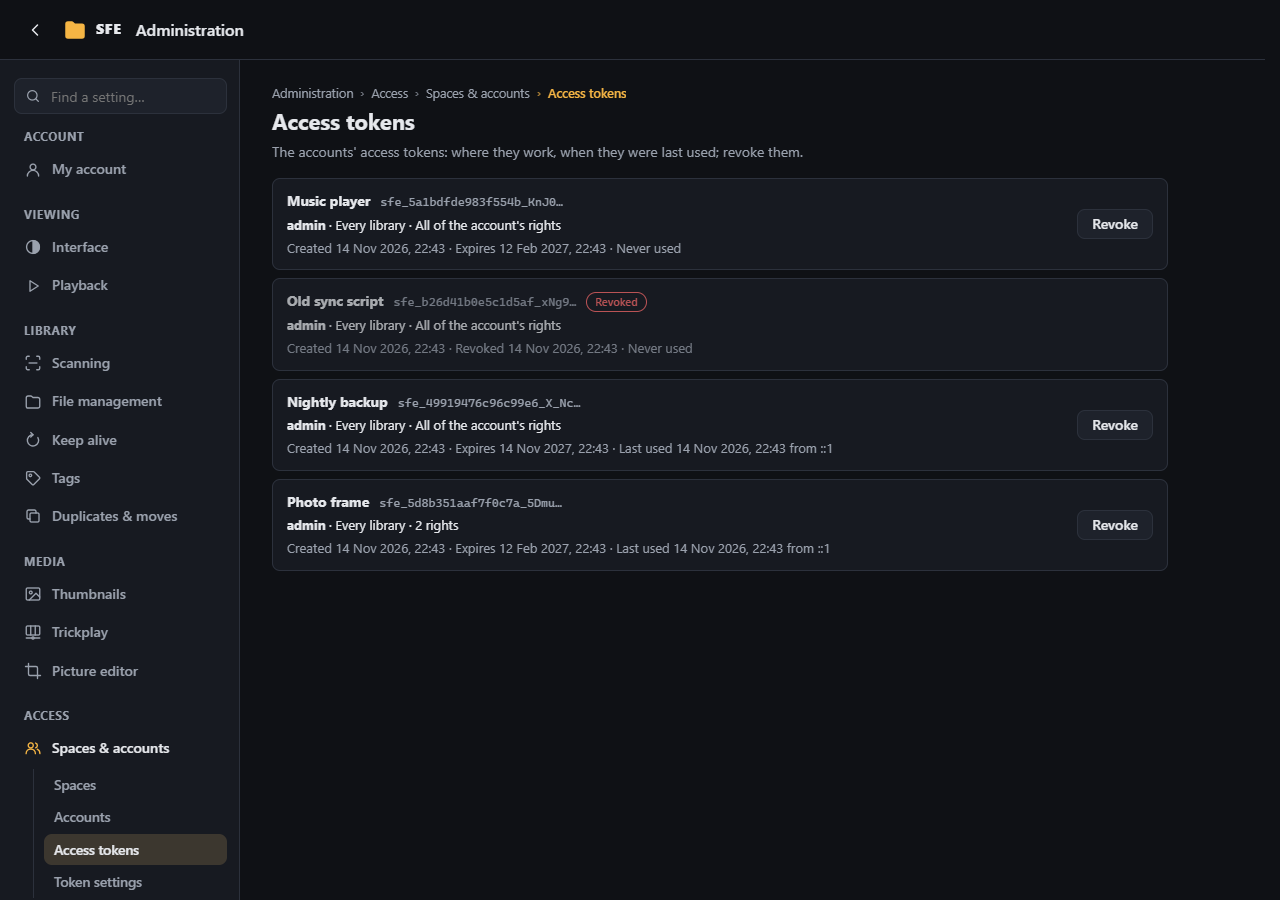 SFE Administration
Find a setting...
ACCOUNT
My account
VIEWING
Interface
Playback
LIBRARY
Scanning
File management
Keep alive
Tags
Duplicates & moves
MEDIA
Thumbnails
Trickplay
Picture editor
ACCESS
Spaces & accounts
Spaces
Accounts
Access tokens
Token settings
Administration › Access › Spaces & accounts › Access tokens
Access tokens
The accounts' access tokens: where they work, when they were last used; revoke them.
Music player sfe_5a1bdfde983f554b_KnJ0…
admin · Every library · All of the account's rights
Created 14 Nov 2026, 22:43 · Expires 12 Feb 2027, 22:43 · Never used
Revoke
Old sync script sfe_b26d41b0e5c1d5af_xNg9… Revoked
admin · Every library · All of the account's rights
Created 14 Nov 2026, 22:43 · Revoked 14 Nov 2026, 22:43 · Never used
Nightly backup sfe_49919476c96c99e6_X_Nc…
admin · Every library · All of the account's rights
Created 14 Nov 2026, 22:43 · Expires 14 Nov 2027, 22:43 · Last used 14 Nov 2026, 22:43 from ::1
Revoke
Photo frame sfe_5d8b351aaf7f0c7a_5Dmu…
admin · Every library · 2 rights
Created 14 Nov 2026, 22:43 · Expires 12 Feb 2027, 22:43 · Last used 14 Nov 2026, 22:43 from ::1
Revoke